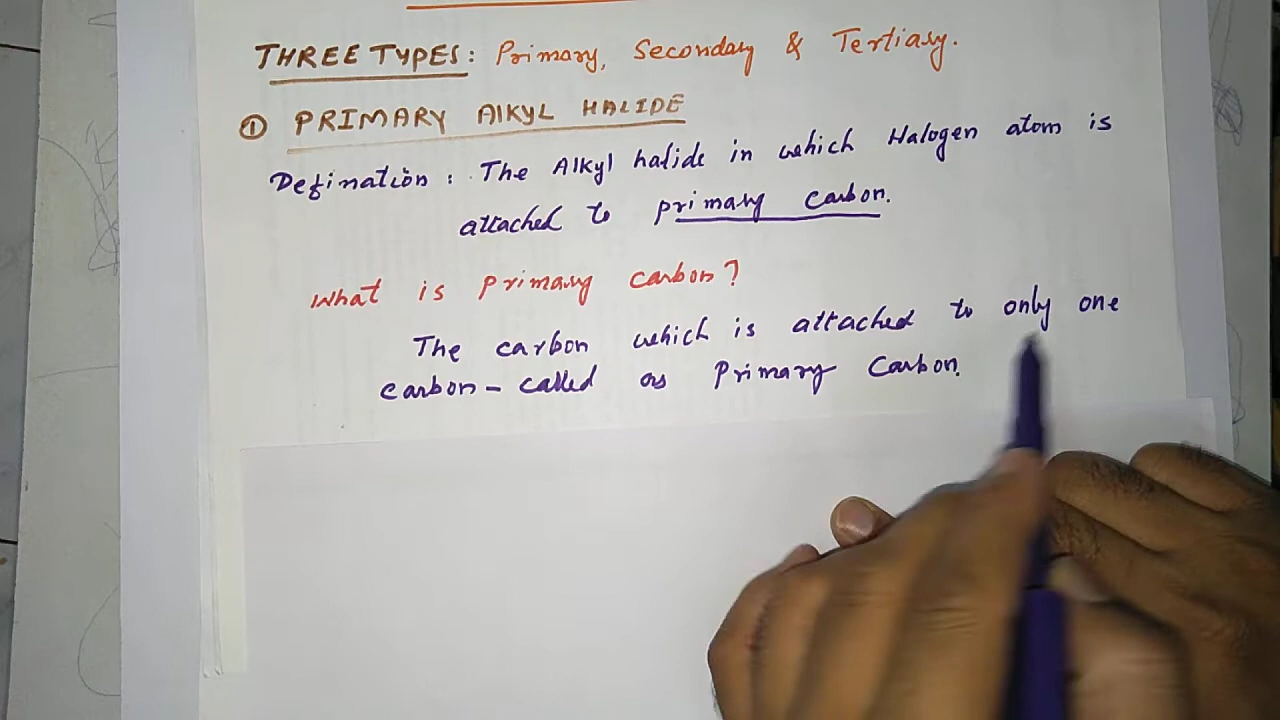 THREE TYPES: Primary, Secondary & Tertiary.
① PRIMARY AlKYL HALIDE
Defination: The Alkyl halide in which Halogen atom is
attached to primary carbon.
What is primary carbon?
The carbon which is attached to only one
carbon - called as Primary Carbon.